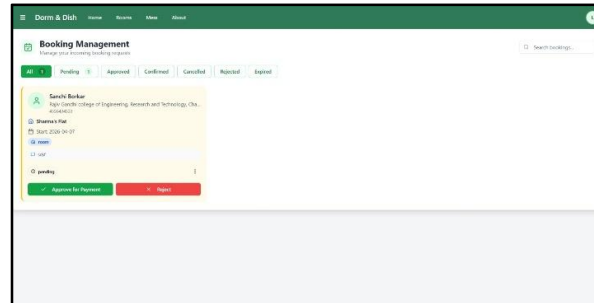 Dorm & Dish Home Rooms Mess About
Booking Management
Manage your incoming booking requests
Search bookings...
All Pending 1 Approved Confirmed Cancelled Rejected Expired
Sanchi Borkar
Rajiv Gandhi college of Engineering, Research and Technology, Cha...
Sharma's Flat
Start: 2026-04-07
room
pending
Approve for Payment Reject